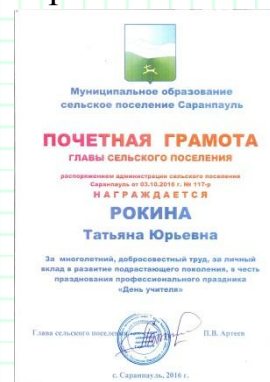 Муниципальное образование
сельское поселение Саранпауль
ПОЧЕТНАЯ ГРАМОТА
ГЛАВЫ СЕЛЬСКОГО ПОСЕЛЕНИЯ
распоряжением администрации сельского поселения
Саранпауль от 03.10.2016 г. № 117-р
НАГРАЖДАЕТСЯ
РОКИНА
Татьяна Юрьевна
За многолетний, добросовестный труд, за личный
вклад в развитие подрастающего поколения, в честь
празднования профессионального праздника
«День учителя»
Глава сельского поселения П.В. Артеев
с. Саранпауль, 2016 г.